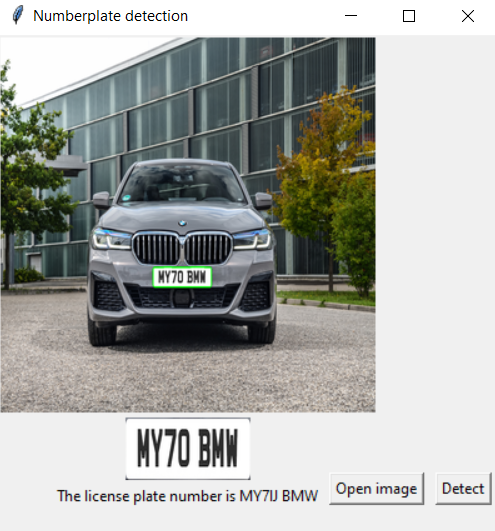 Numberplate detection
MY70 BMW
MY70 BMW
The license plate number is MY7IJ BMW
Open image
Detect